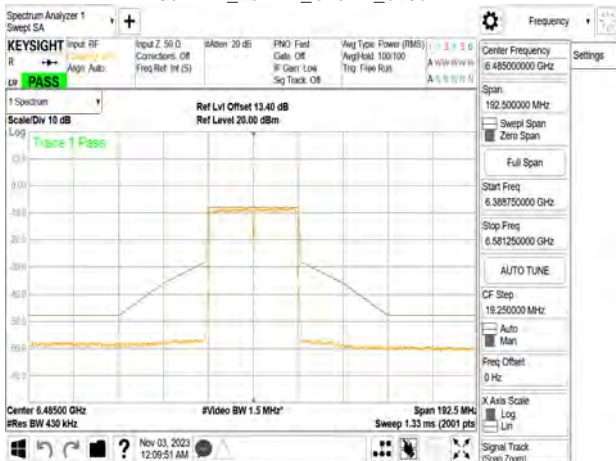 Spectrum Analyzer 1
Swept SA
Frequency
KEYSIGHT
Input: RF
Align: Auto
Input Z: 50 Ω
Corrections: Off
Freq Ref: Int (S)
#Atten: 20 dB
PNO: Fast
Gate: Off
IF Gain: Low
Sig Track: Off
Avg Type: Power (RMS)
Avg|Hold: 100/100
Trig: Free Run
PASS
1 Spectrum
Scale/Div 10 dB
Ref Lvl Offset 13.40 dB
Ref Level 20.00 dBm
Log
Trace 1 Pass
Center 6.48500 GHz
#Res BW 430 kHz
#Video BW 1.5 MHz*
Span 192.5 MHz
Sweep 1.33 ms (2001 pts
Nov 03, 2023
12:09:51 AM
Center Frequency
6.485000000 GHz
Settings
Span
192.500000 MHz
Swept Span
Zero Span
Full Span
Start Freq
6.388750000 GHz
Stop Freq
6.581250000 GHz
AUTO TUNE
CF Step
19.250000 MHz
Auto
Man
Freq Offset
0 Hz
X Axis Scale
Log
Lin
Signal Track
(Span Zoom)